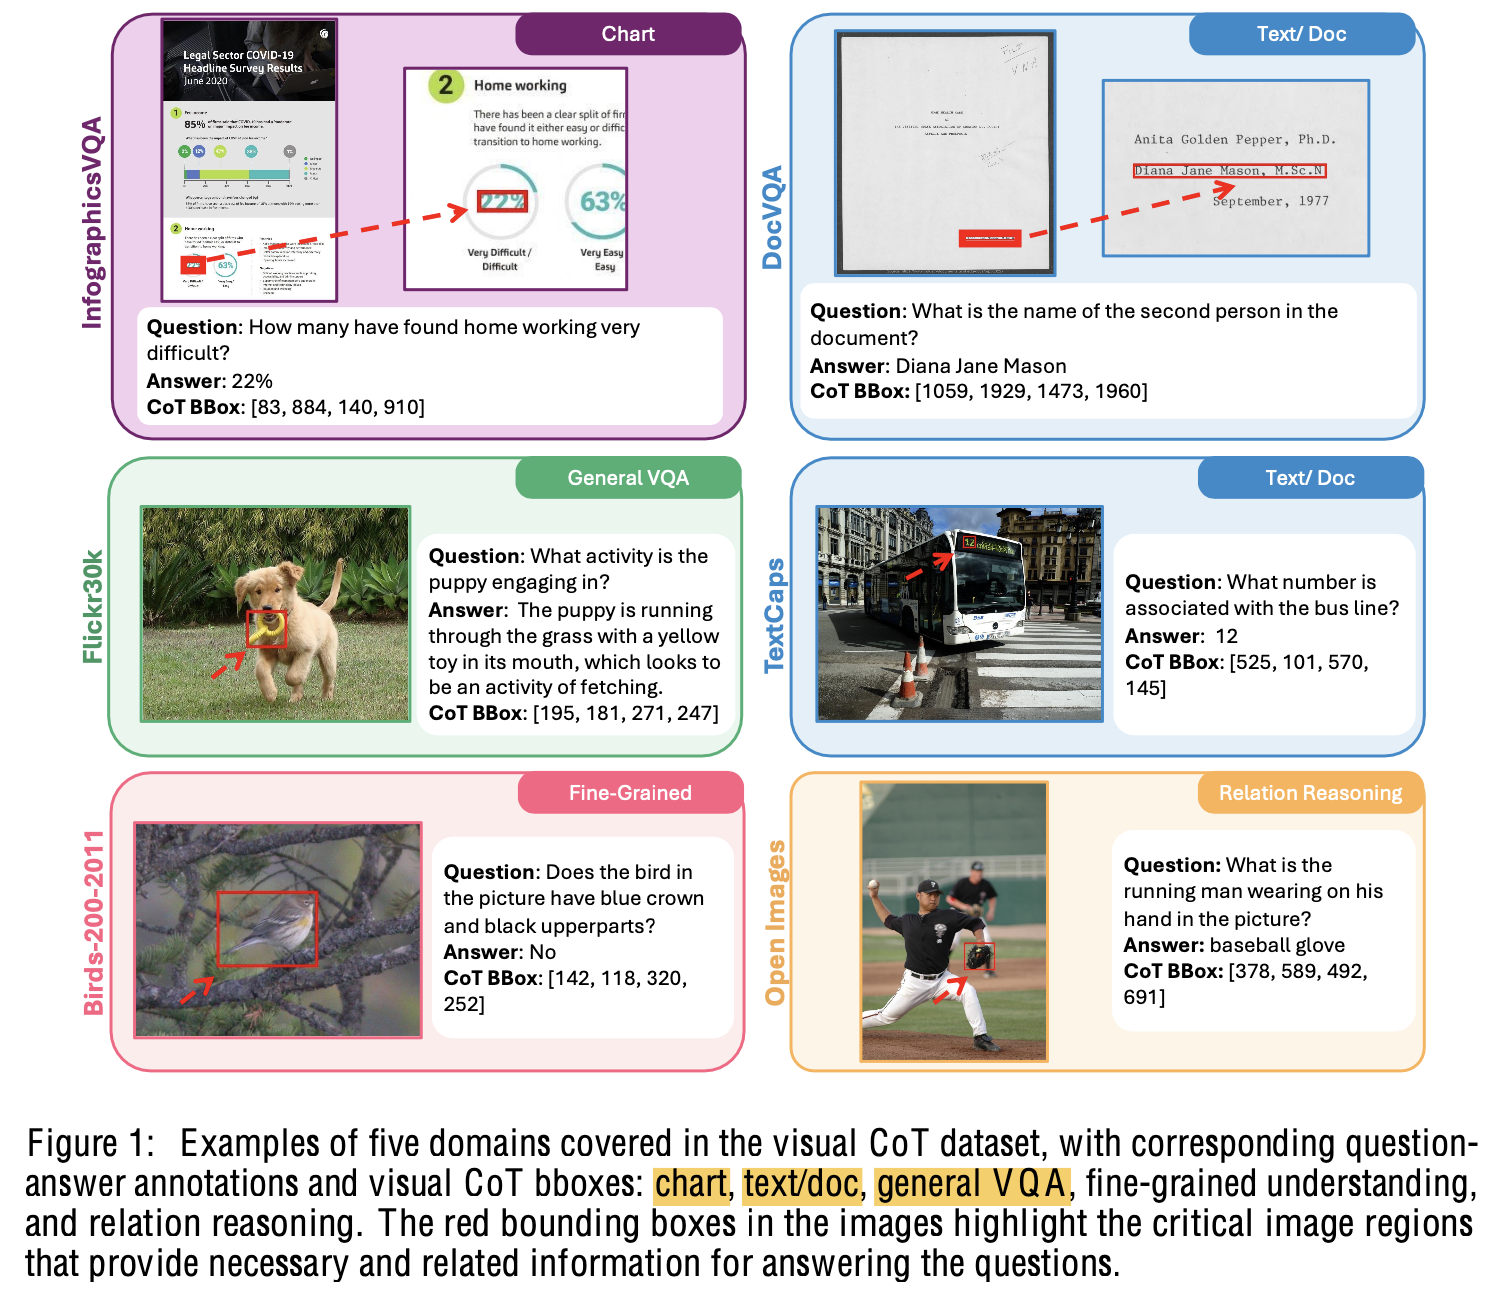 Chart
InfographicsVQA
Legal Sector COVID-19
Headline Survey Results
June 2020
1
85%
2
Home working
63%
2
Home working
There has been a clear split of fir
have found it either easy or diffic
transition to home working.
22%
63%
Very Difficult /
Difficult
Very Easy
Easy
Question: How many have found home working very
difficult?
Answer: 22%
CoT BBox: [83, 884, 140, 910]
Text/ Doc
DocVQA
Anita Golden Pepper, Ph.D.
Diana Jane Mason, M.Sc.N
September, 1977
Question: What is the name of the second person in the
document?
Answer: Diana Jane Mason
CoT BBox: [1059, 1929, 1473, 1960]
General VQA
Flickr30k
Question: What activity is the
puppy engaging in?
Answer: The puppy is running
through the grass with a yellow
toy in its mouth, which looks to
be an activity of fetching.
CoT BBox: [195, 181, 271, 247]
Text/ Doc
TextCaps
12
Question: What number is
associated with the bus line?
Answer: 12
CoT BBox: [525, 101, 570,
145]
Fine-Grained
Birds-200-2011
Question: Does the bird in
the picture have blue crown
and black upperparts?
Answer: No
CoT BBox: [142, 118, 320,
252]
Relation Reasoning
Open Images
Question: What is the
running man wearing on his
hand in the picture?
Answer: baseball glove
CoT BBox: [378, 589, 492,
691]
Figure 1: Examples of five domains covered in the visual CoT dataset, with corresponding question-
answer annotations and visual CoT bboxes: chart, text/doc, general VQA, fine-grained understanding,
and relation reasoning. The red bounding boxes in the images highlight the critical image regions
that provide necessary and related information for answering the questions.